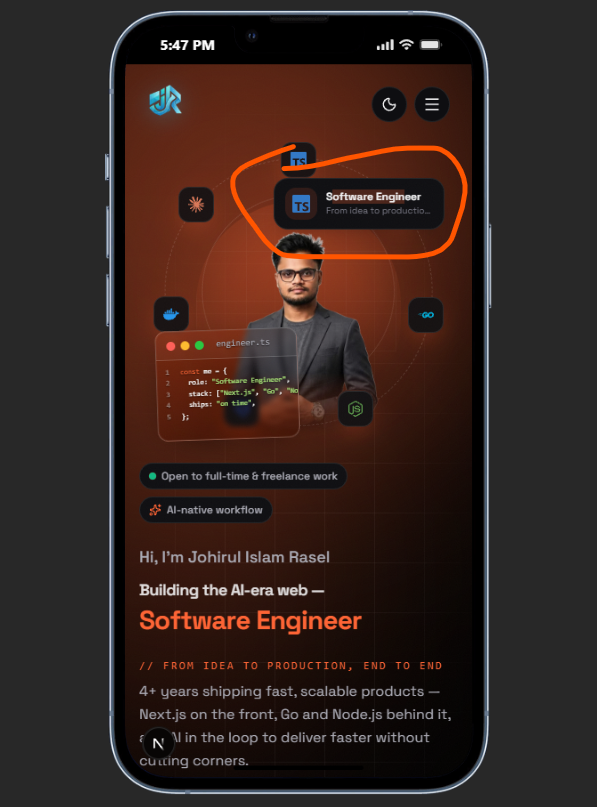 5:47 PM
TS
TS
Software Engineer
From idea to productio...
GO
engineer.ts
1 const me = {
2 role: "Software Engineer",
3 stack: ["Next.js", "Go", "No
4 ships: "on time",
5 };
Open to full-time & freelance work
AI-native workflow
Hi, I'm Johirul Islam Rasel
Building the AI-era web —
Software Engineer
// FROM IDEA TO PRODUCTION, END TO END
4+ years shipping fast, scalable products —
Next.js on the front, Go and Node.js behind it,
AI in the loop to deliver faster without
N
cutting corners.